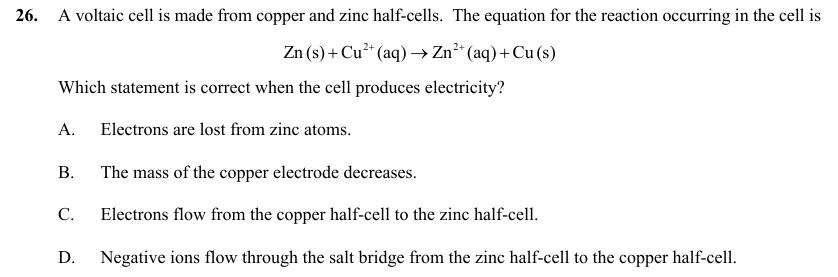 26. A voltaic cell is made from copper and zinc half-cells. The equation for the reaction occurring in the cell is
Zn (s) + Cu²⁺ (aq) → Zn²⁺ (aq) + Cu (s)
Which statement is correct when the cell produces electricity?
A. Electrons are lost from zinc atoms.
B. The mass of the copper electrode decreases.
C. Electrons flow from the copper half-cell to the zinc half-cell.
D. Negative ions flow through the salt bridge from the zinc half-cell to the copper half-cell.